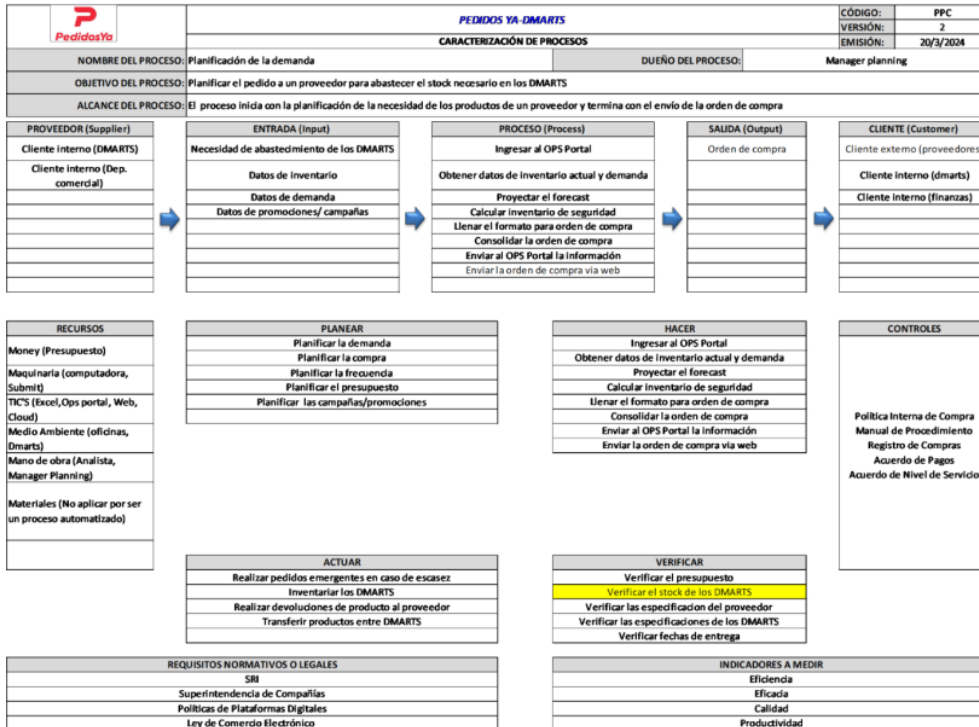 PedidosYa
PEDIDOS YA-DMARTS
CARACTERIZACIÓN DE PROCESOS
CÓDIGO: PPC
VERSIÓN: 2
EMISIÓN: 20/3/2024
NOMBRE DEL PROCESO: Planificación de la demanda
DUEÑO DEL PROCESO: Manager planning
OBJETIVO DEL PROCESO: Planificar el pedido a un proveedor para abastecer el stock necesario en los DMARTS
ALCANCE DEL PROCESO: El proceso inicia con la planificación de la necesidad de los productos de un proveedor y termina con el envío de la orden de compra
PROVEEDOR (Supplier)
Cliente interno (DMARTS)
Cliente interno (Dep.
comercial)
ENTRADA (Input)
Necesidad de abastecimiento de los DMARTS
Datos de inventario
Datos de demanda
Datos de promociones/ campañas
PROCESO (Process)
Ingresar al OPS Portal
Obtener datos de inventario actual y demanda
Proyectar el forecast
Calcular inventario de seguridad
Llenar el formato para orden de compra
Consolidar la orden de compra
Enviar al OPS Portal la información
Enviar la orden de compra via web
SALIDA (Output)
Orden de compra
CLIENTE (Customer)
Cliente externo (proveedores
Cliente interno (dmarts)
Cliente interno (finanzas)
RECURSOS
Money (Presupuesto)
Maquinaria (computadora,
Submit)
TIC'S (Excel,Ops portal, Web,
Cloud)
Medio Ambiente (oficinas,
Dmarts)
Mano de obra (Analista,
Manager Planning)
Materiales (No aplicar por ser
un proceso automatizado)
PLANEAR
Planificar la demanda
Planificar la compra
Planificar la frecuencia
Planificar el presupuesto
Planificar las campañas/promociones
HACER
Ingresar al OPS Portal
Obtener datos de inventario actual y demanda
Proyectar el forecast
Calcular inventario de seguridad
Llenar el formato para orden de compra
Consolidar la orden de compra
Enviar al OPS Portal la información
Enviar la orden de compra via web
CONTROLES
Política Interna de Compra
Manual de Procedimiento
Registro de Compras
Acuerdo de Pagos
Acuerdo de Nivel de Servicio
ACTUAR
Realizar pedidos emergentes en caso de escasez
Inventariar los DMARTS
Realizar devoluciones de producto al proveedor
Transferir productos entre DMARTS
VERIFICAR
Verificar el presupuesto
Verificar el stock de los DMARTS
Verificar las especificacion del proveedor
Verificar las especificaciones de los DMARTS
Verificar fechas de entrega
REQUISITOS NORMATIVOS O LEGALES
SRI
Superintendencia de Compañias
Políticas de Plataformas Digitales
Ley de Comercio Electrónico
INDICADORES A MEDIR
Eficiencia
Eficacia
Calidad
Productividad